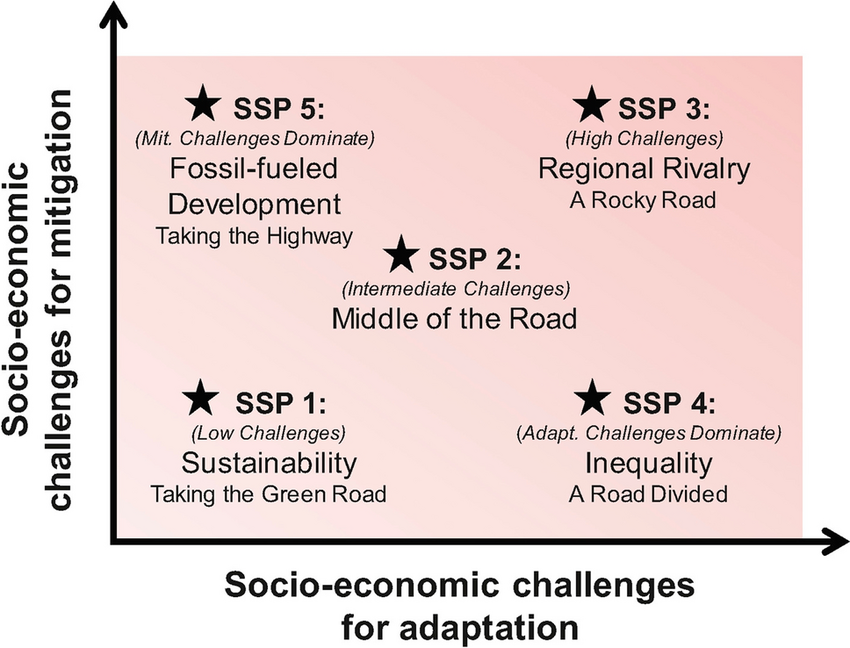 Socio-economic
challenges for mitigation
SSP 5:
(Mit. Challenges Dominate)
Fossil-fueled
Development
Taking the Highway
SSP 3:
(High Challenges)
Regional Rivalry
A Rocky Road
SSP 2:
(Intermediate Challenges)
Middle of the Road
SSP 1:
(Low Challenges)
Sustainability
Taking the Green Road
SSP 4:
(Adapt. Challenges Dominate)
Inequality
A Road Divided
Socio-economic challenges
for adaptation